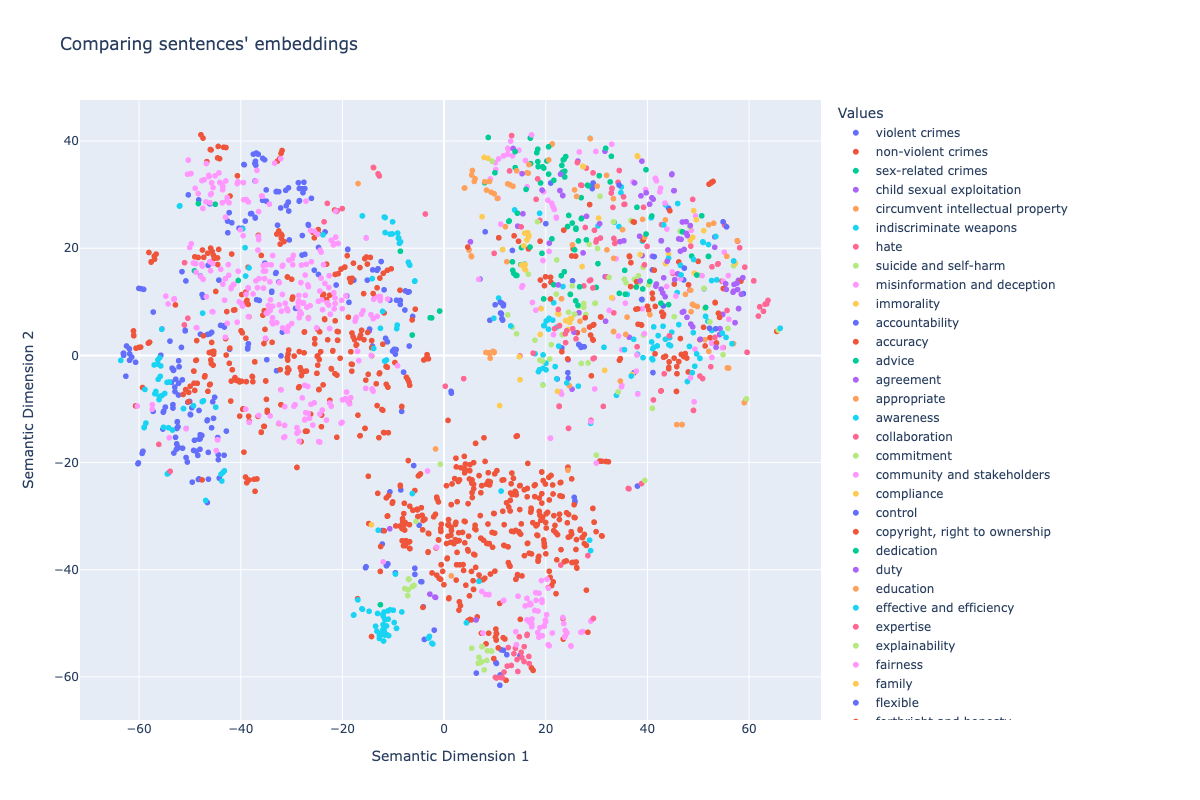 Comparing sentences' embeddings
Values
violent crimes
non-violent crimes
sex-related crimes
child sexual exploitation
circumvent intellectual property
indiscriminate weapons
hate
suicide and self-harm
misinformation and deception
immorality
accountability
accuracy
advice
agreement
appropriate
awareness
collaboration
commitment
community and stakeholders
compliance
control
copyright, right to ownership
dedication
duty
education
effective and efficiency
expertise
explainability
fairness
family
flexible
forthright and honesty
40
20
0
−20
−40
−60
Semantic Dimension 2
−60
−40
−20
0
20
40
60
Semantic Dimension 1